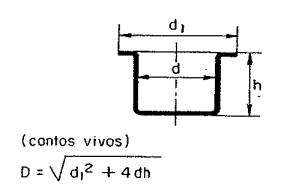 d₁
d
h
(cantos vivos)
D = √d₁² + 4dh